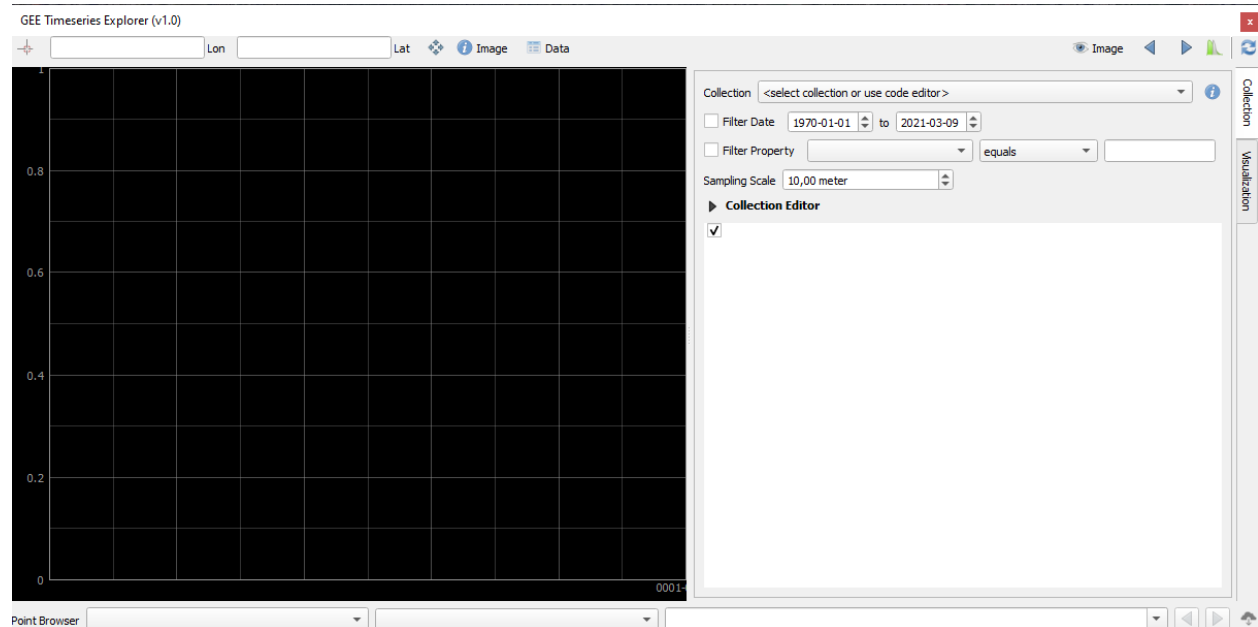 GEE Timeseries Explorer (v1.0)
Lon Lat Image Data Image
Collection <select collection or use code editor>
Filter Date 1970-01-01 to 2021-03-09
Filter Property equals
Sampling Scale 10,00 meter
Collection Editor
Collection
Visualization
1
0.8
0.6
0.4
0.2
0
Point Browser